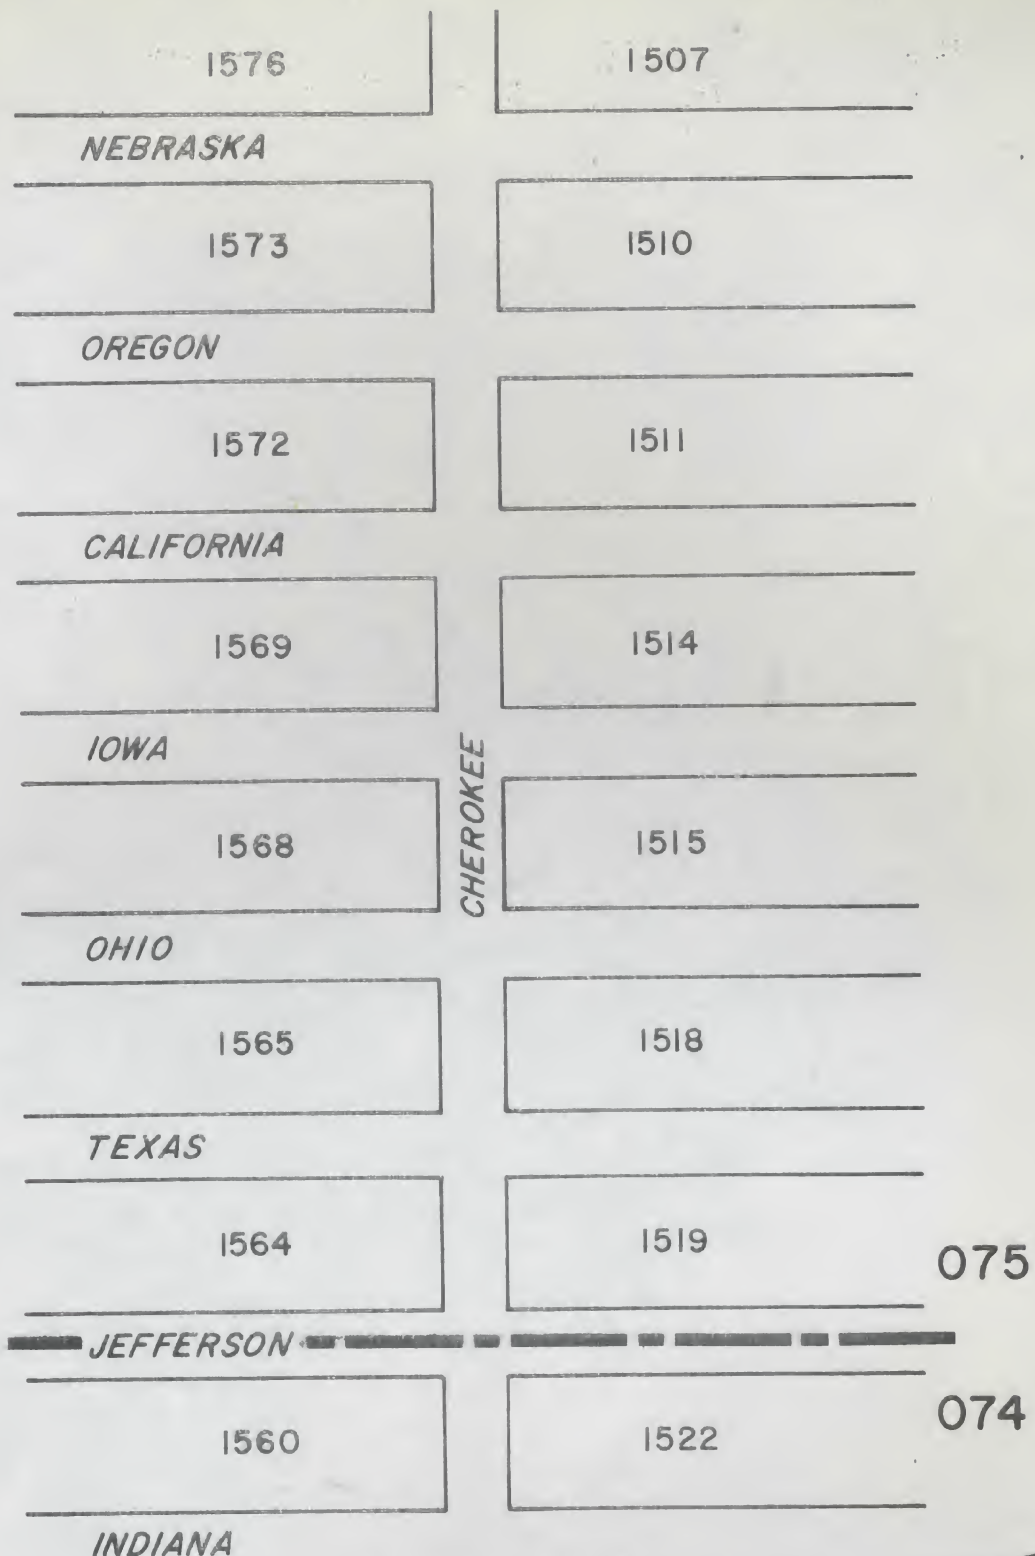 1576 1507
NEBRASKA
1573 1510
OREGON
1572 1511
CALIFORNIA
1569 1514
IOWA
CHEROKEE
1568 1515
OHIO
1565 1518
TEXAS
1564 1519
075
JEFFERSON
074
1560 1522
INDIANA